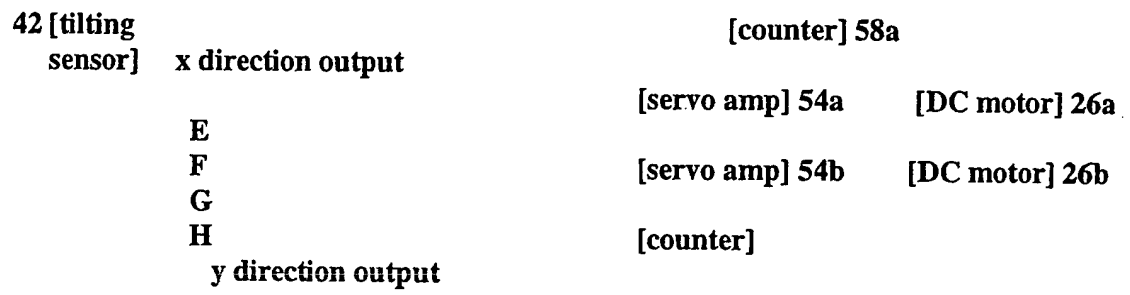 42 [tilting
sensor] x direction output
[counter] 58a
[servo amp] 54a [DC motor] 26a
E
F
[servo amp] 54b [DC motor] 26b
G
H
[counter]
y direction output